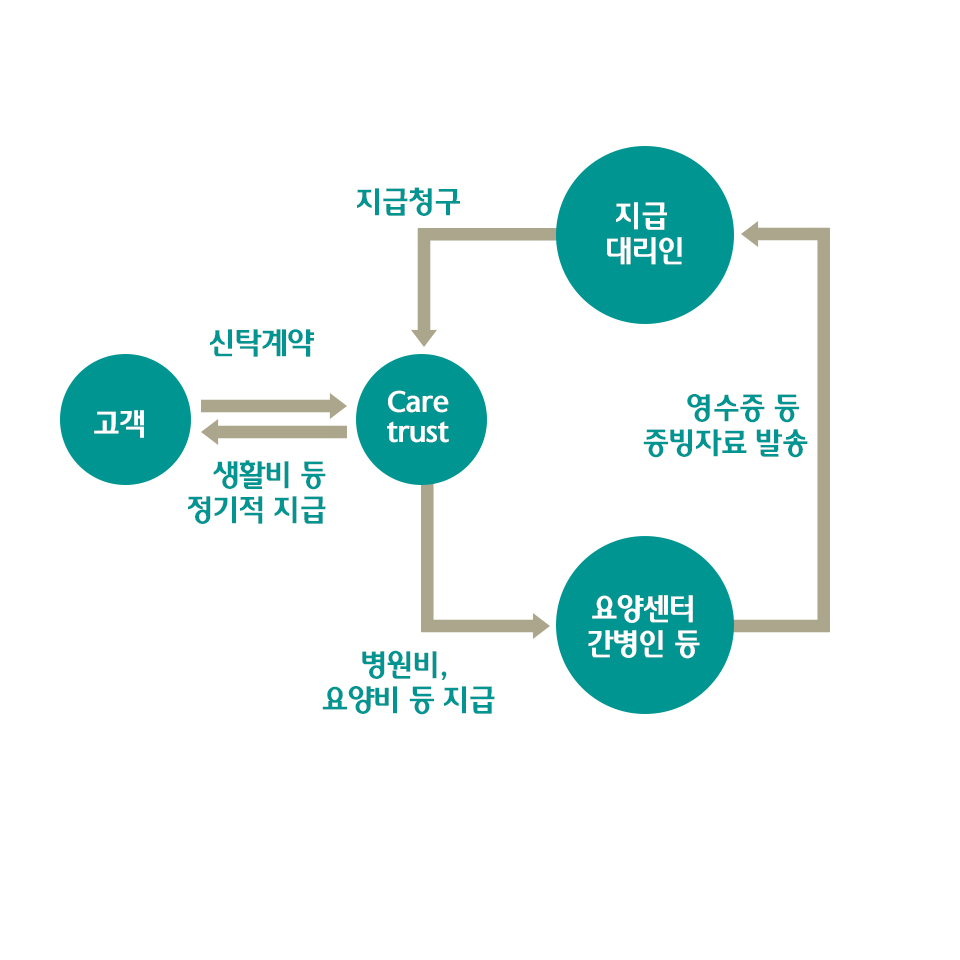 지급청구
지급
대리인
신탁계약
고객
Care
trust
생활비 등
정기적 지급
영수증 등
증빙자료 발송
요양센터
간병인 등
병원비,
요양비 등 지급